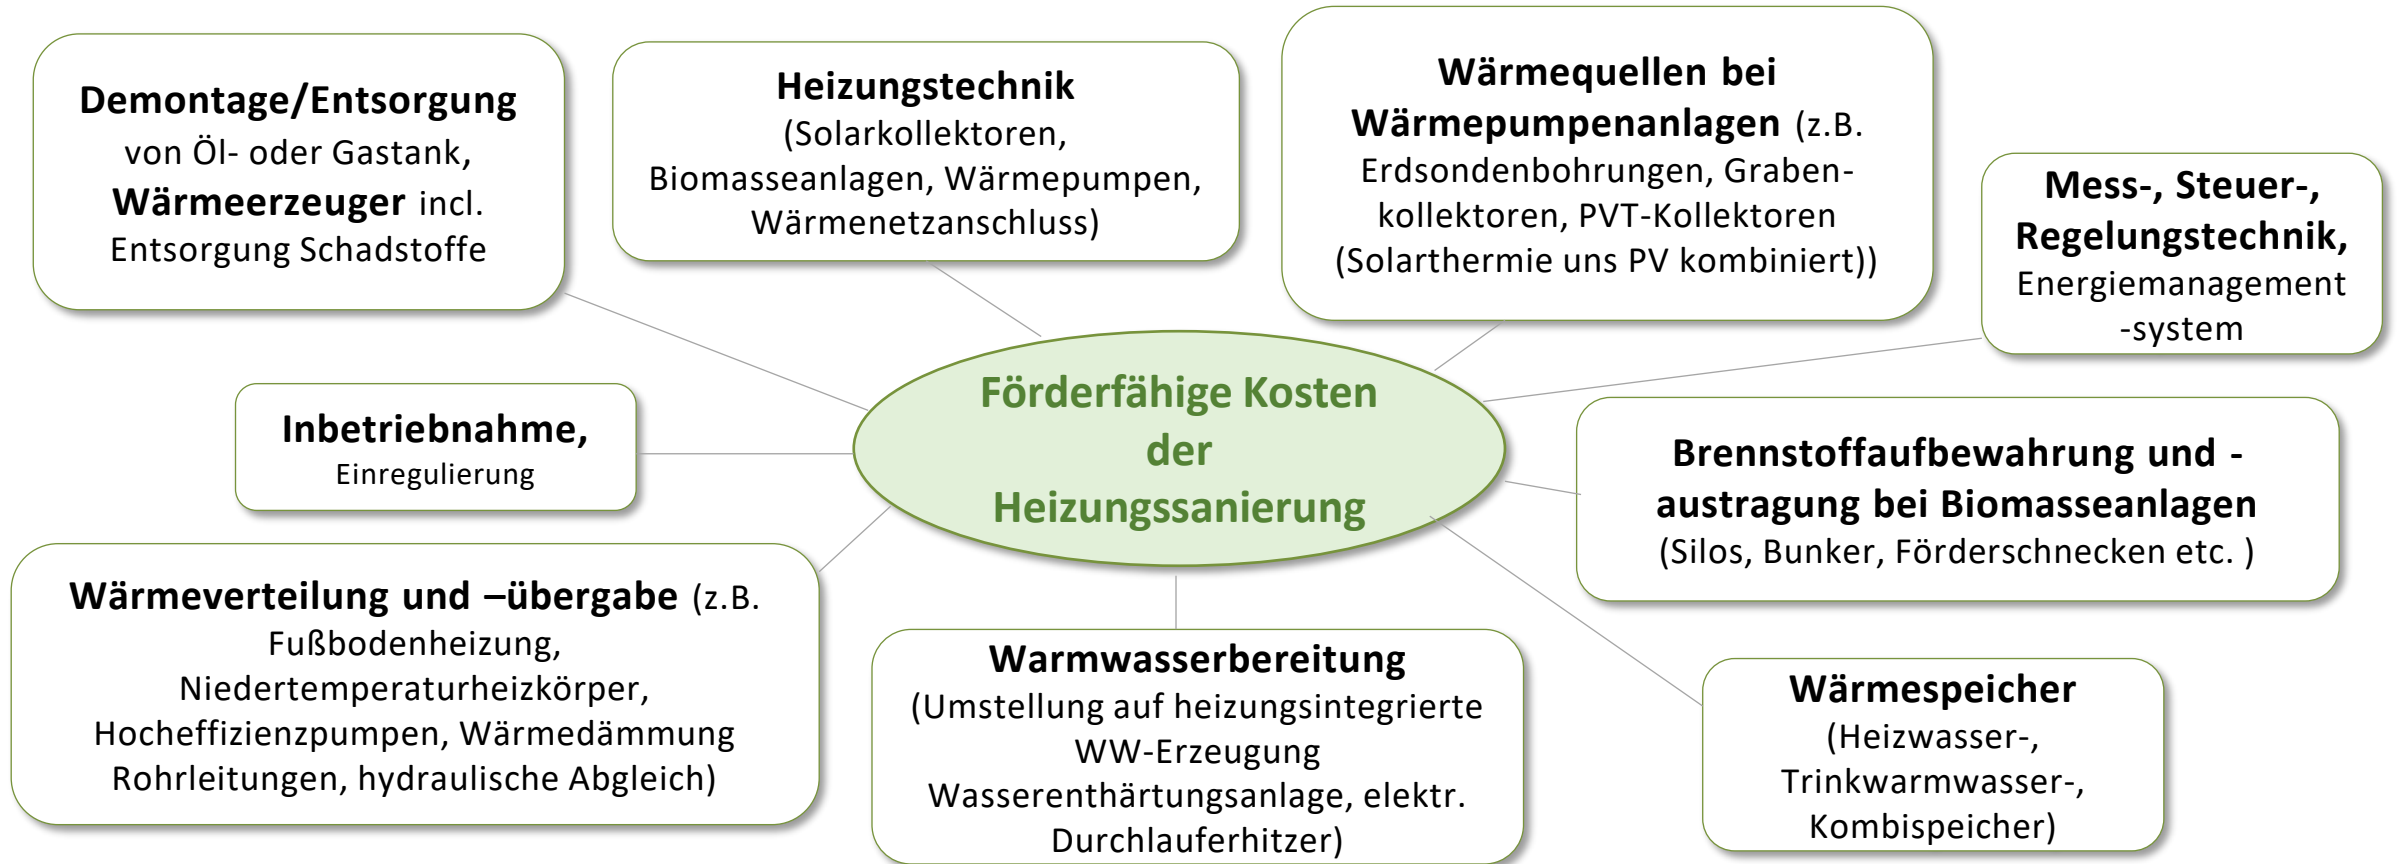 Demontage/Entsorgung
von Öl- oder Gastank,
Wärmeerzeuger incl.
Entsorgung Schadstoffe
Heizungstechnik
(Solarkollektoren,
Biomasseanlagen, Wärmepumpen,
Wärmenetzanschluss)
Wärmequellen bei
Wärmepumpenanlagen (z.B.
Erdsondenbohrungen, Graben-
kollektoren, PVT-Kollektoren
(Solarthermie uns PV kombiniert))
Mess-, Steuer-,
Regelungstechnik,
Energiemanagement
-system
Förderfähige Kosten
der
Heizungssanierung
Inbetriebnahme,
Einregulierung
Brennstoffaufbewahrung und -
austragung bei Biomasseanlagen
(Silos, Bunker, Förderschnecken etc. )
Wärmeverteilung und –übergabe (z.B.
Fußbodenheizung,
Niedertemperaturheizkörper,
Hocheffizienzpumpen, Wärmedämmung
Rohrleitungen, hydraulische Abgleich)
Warmwasserbereitung
(Umstellung auf heizungsintegrierte
WW-Erzeugung
Wasserenthärtungsanlage, elektr.
Durchlauferhitzer)
Wärmespeicher
(Heizwasser-,
Trinkwarmwasser-,
Kombispeicher)